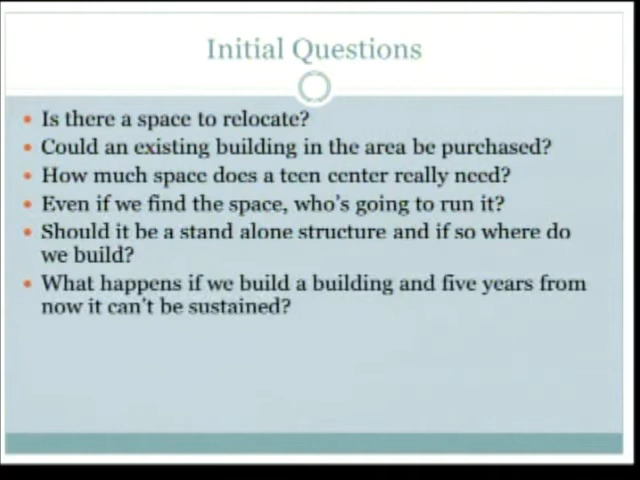 Initial Questions
• Is there a space to relocate?
• Could an existing building in the area be purchased?
• How much space does a teen center really need?
• Even if we find the space, who's going to run it?
• Should it be a stand alone structure and if so where do
we build?
• What happens if we build a building and five years from
now it can't be sustained?